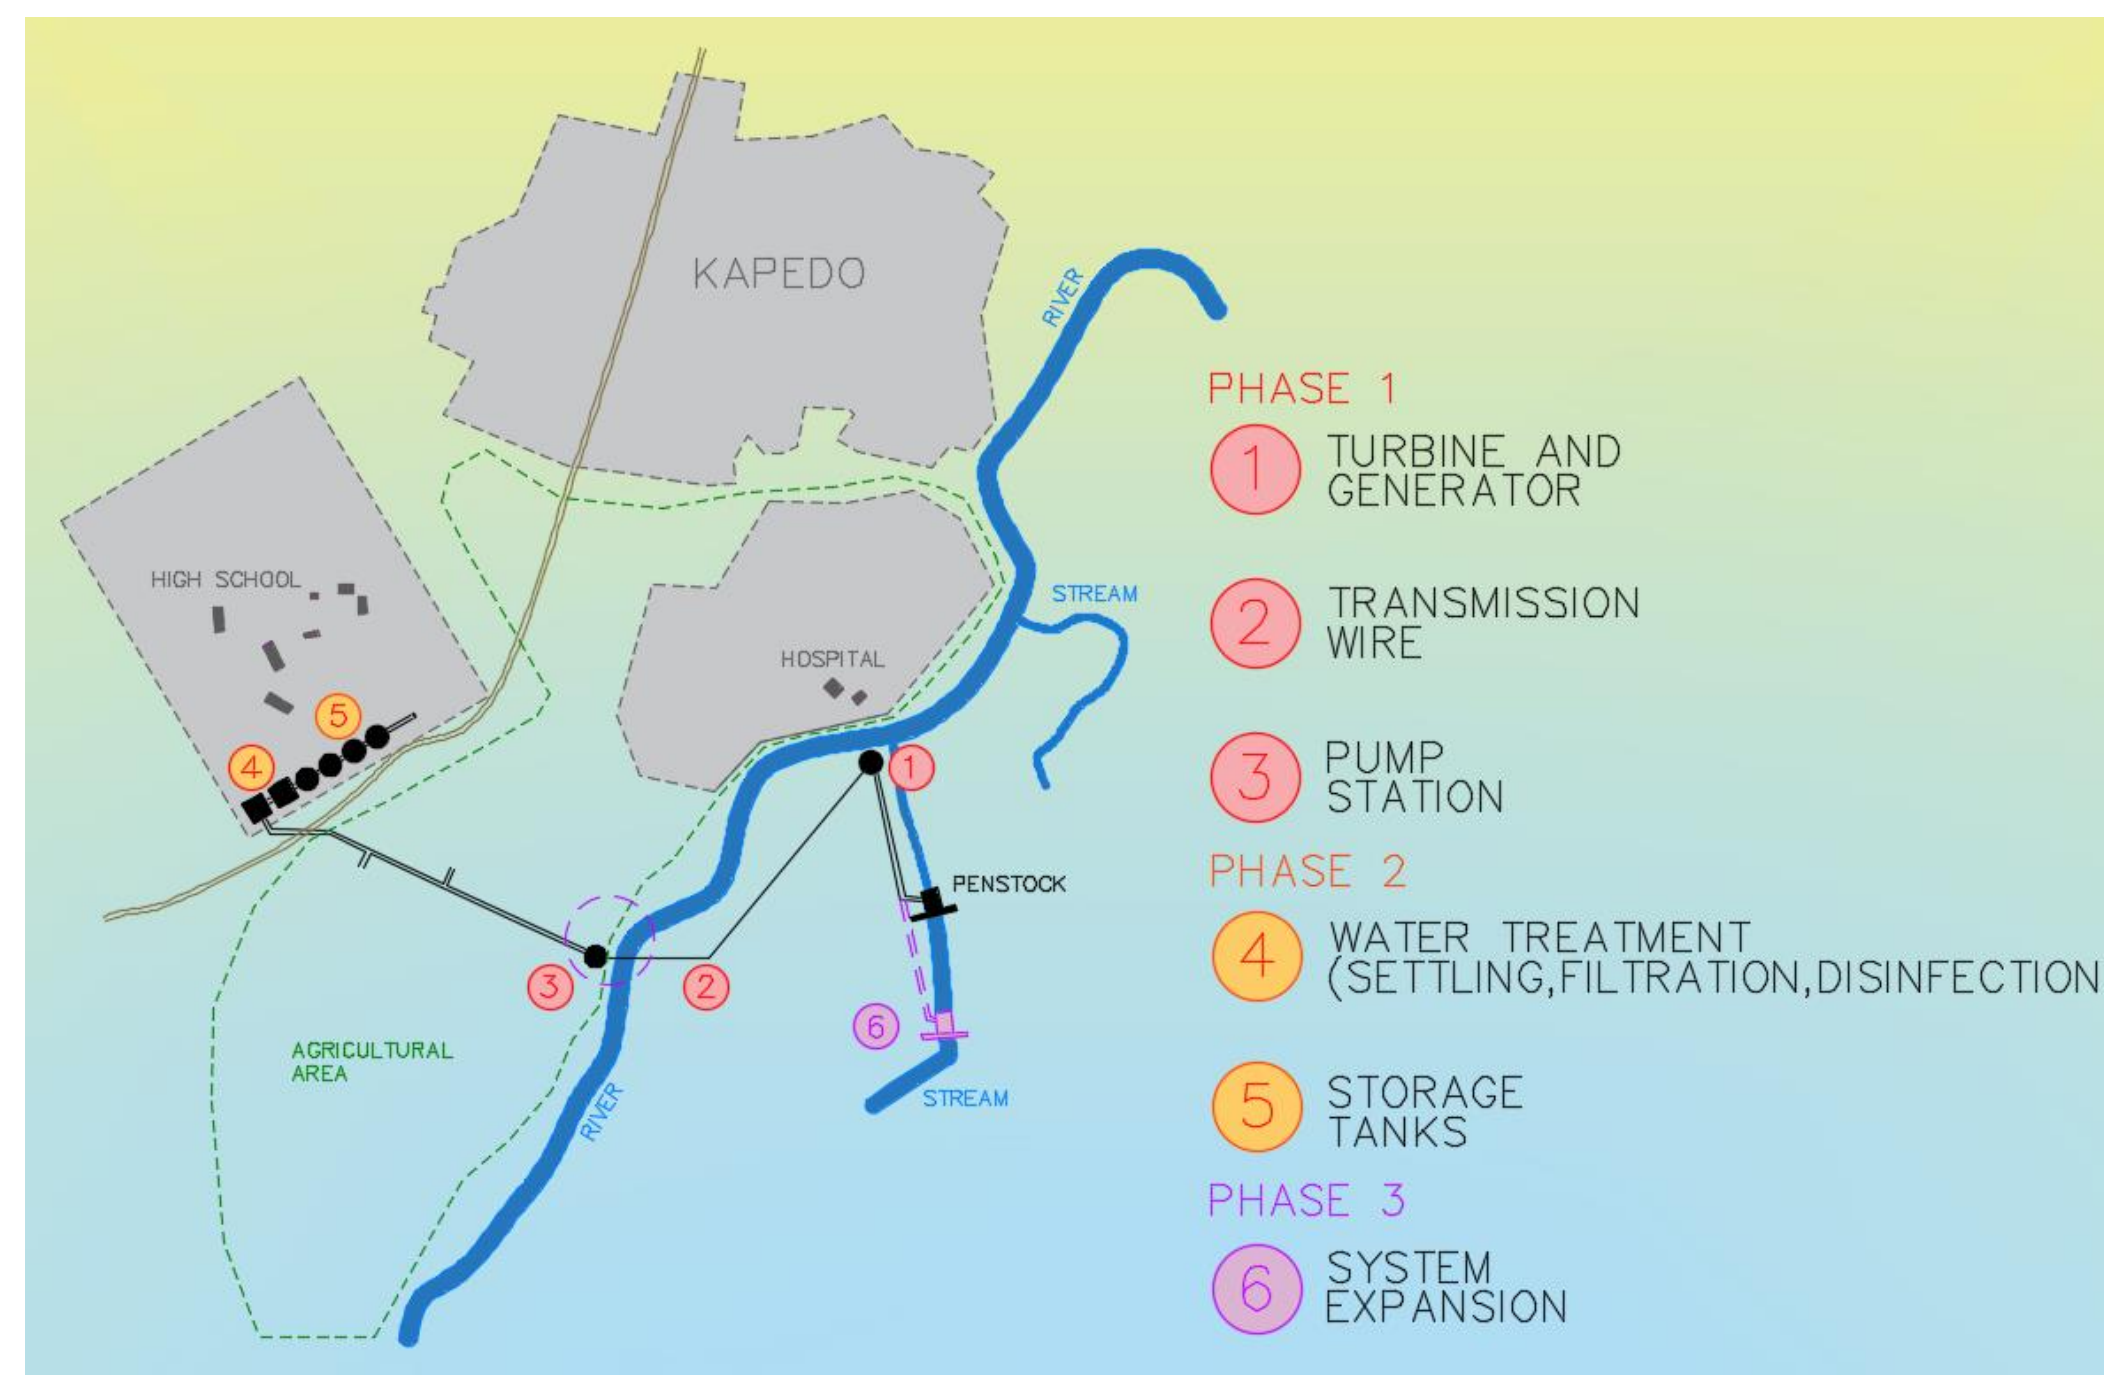 KAPEDO
RIVER
HIGH SCHOOL
STREAM
HOSPITAL
5
4
1
PENSTOCK
3
2
6
AGRICULTURAL
AREA
STREAM
RIVER
PHASE 1
1
TURBINE AND
GENERATOR
2
TRANSMISSION
WIRE
3
PUMP
STATION
PHASE 2
4
WATER TREATMENT
(SETTLING,FILTRATION,DISINFECTION
5
STORAGE
TANKS
PHASE 3
6
SYSTEM
EXPANSION